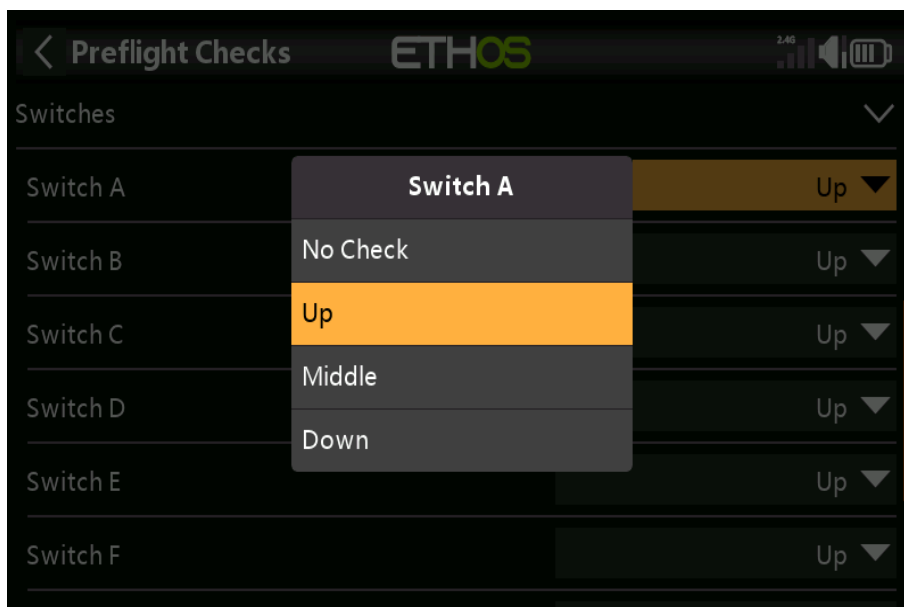 Preflight Checks ETHOS 2.4G
Switches
Switch A Up
Switch B Up
Switch C Up
Switch D Up
Switch E Up
Switch F Up
Switch A
No Check
Up
Middle
Down